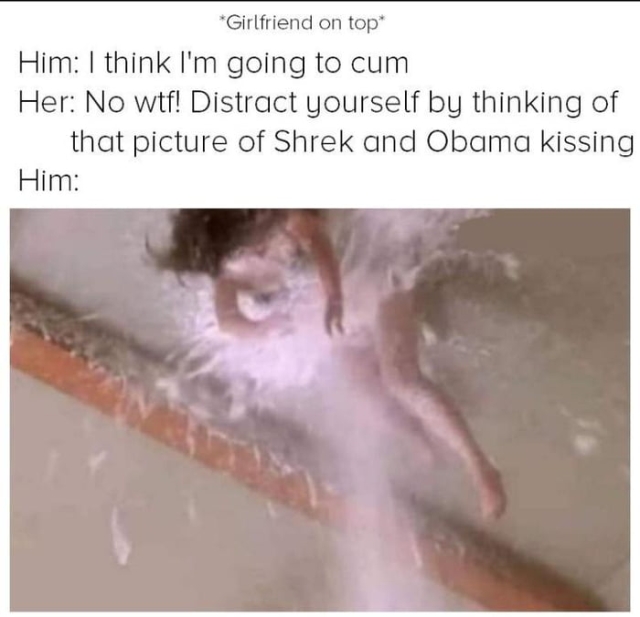 *Girlfriend on top*
Him: I think I'm going to cum
Her: No wtf! Distract yourself by thinking of
that picture of Shrek and Obama kissing
Him: